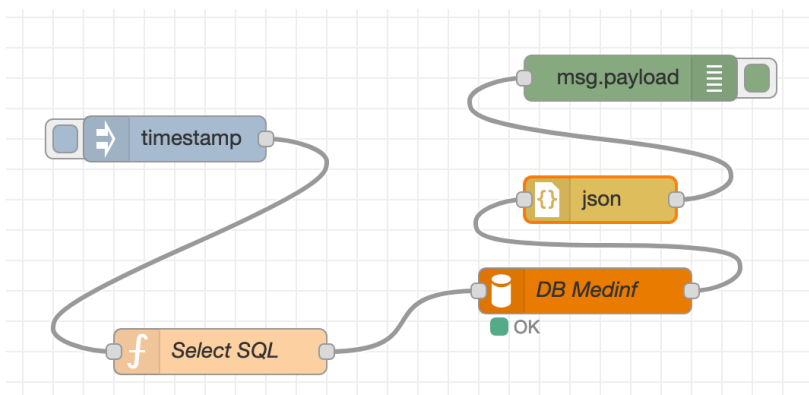 timestamp
Select SQL
DB Medinf
OK
json
msg.payload